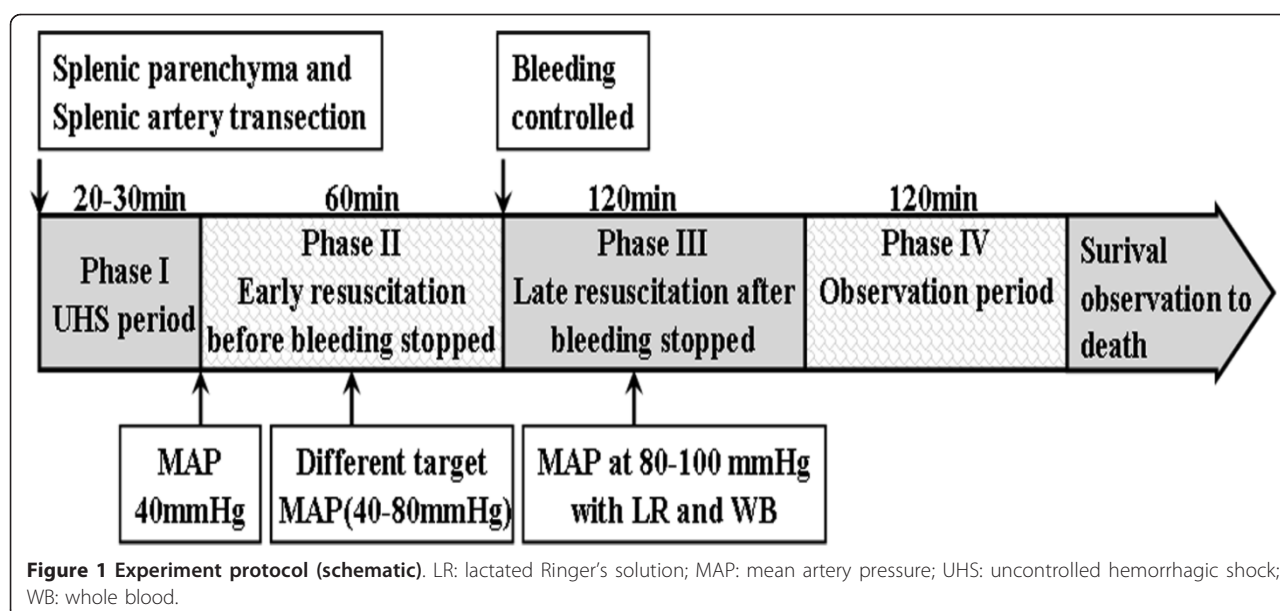 Splenic parenchyma and
Splenic artery transection
Bleeding
controlled
20-30min
60min
120min
120min
Phase I
UHS period
Phase II
Early resuscitation
before bleeding stopped
Phase III
Late resuscitation after
bleeding stopped
Phase IV
Observation period
Surival
observation to
death
MAP
40mmHg
Different target
MAP(40-80mmHg)
MAP at 80-100 mmHg
with LR and WB
Figure 1 Experiment protocol (schematic). LR: lactated Ringer's solution; MAP: mean artery pressure; UHS: uncontrolled hemorrhagic shock;
WB: whole blood.